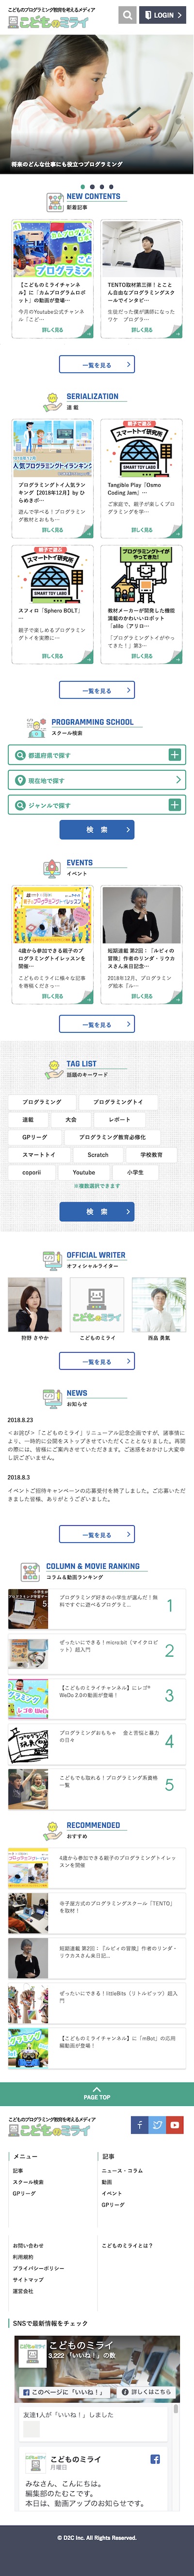 こどものプログラミング教育を考えるメディア
こどものミライ
LOGIN
将来のどんな仕事にも役立つプログラミング
NEW CONTENTS
新着記事
【こどものミライチャンネ
ル】に「カムプログラムロボ
ット」の動画が登場…
今月のYoutube公式チャンネ
ル「こど…
詳しく見る
TENTO取材第三弾！とこと
ん自由なプログラミングスク
ールでインタビ…
生徒だった僕が講師になった
ワケ　プログラ…
詳しく見る
一覧を見る
SERIALIZATION
連 載
人気プログラミングトイランキング
プログラミングトイ人気ラン
キング【2018年12月】by ひ
らめきボ…
遊んで学べる！プログラミン
グ教材とおもち…
詳しく見る
親子で選ぶ
スマートトイ研究所
SMART TOY LABO
Tangible Play「Osmo
Coding Jam」…
ご家庭で、親子が楽しくプロ
グラミングを学…
詳しく見る
親子で選ぶ
スマートトイ研究所
SMART TOY LABO
スフィロ「Sphero BOLT」
…
親子で楽しめるプログラミン
グトイを実際に…
詳しく見る
プログラミングトイが
やってきた！
教材メーカーが開発した機能
満載のかわいいロボット
「alilo（アリロ…
「プログラミングトイがやっ
てきた！」第3…
詳しく見る
一覧を見る
PROGRAMMING SCHOOL
スクール検索
都道府県で探す
現在地で探す
ジャンルで探す
検 索
EVENTS
イベント
4歳から参加できる親子のプ
ログラミングトイレッスンを
開催…
こどものミライに様々な記事
を寄稿くださっ…
詳しく見る
短期連載 第2回：『ルビィの
冒険』作者のリンダ・リウカ
スさん来日記念…
2018年12月、プログラミン
グ絵本『ル…
詳しく見る
一覧を見る
TAG LIST
話題のキーワード
プログラミング
プログラミングトイ
連載
大会
レポート
GPリーグ
プログラミング教育必修化
スマートトイ
Scratch
学校教育
coporii
Youtube
小学生
※複数選択できます
検 索
OFFICIAL WRITER
オフィシャルライター
こどものミライ
狩野 さやか
こどものミライ
当品 勇氣
一覧を見る
NEWS
お知らせ
2018.8.23
＜お詫び＞「こどものミライ」リニューアル記念企画ですが、諸事情に
より、一時的に公開をストップさせていただくこととなりました。再開
の際には、皆様にご案内させていただきます。ご迷惑をおかけし大変申
し訳ございません。
2018.8.3
イベントご招待キャンペーンの応募受付を終了しました。ご応募いただ
きました皆様、ありがとうございました。
一覧を見る
COLUMN & MOVIE RANKING
コラム&動画ランキング
プログラミング好きの小学生が選んだ！無
料ですぐに遊べるプログラミ…
1
ぜったいにできる！micro:bit（マイクロビ
ット）超入門
2
【こどものミライチャンネル】にレゴ®
WeDo 2.0の動画が登場！
3
プログラミングおもちゃ　金と苦悩と暴力
の日々
4
こどもでも取れる！プログラミング系資格
一覧
5
RECOMMENDED
おすすめ
4歳から参加できる親子のプログラミングトイレッ
スンを開催
寺子屋方式のプログラミングスクール「TENTO」
を取材！
短期連載 第2回：『ルビィの冒険』作者のリンダ・
リウカスさん来日記…
ぜったいにできる！littleBits（リトルビッツ）超入
門
【こどものミライチャンネル】に「mBot」の応用
編動画が登場！
PAGE TOP
こどものプログラミング教育を考えるメディア
こどものミライ
メニュー
記事
スクール検索
GPリーグ
記事
ニュース・コラム
動画
イベント
GPリーグ
お問い合わせ
利用規約
プライバシーポリシー
サイトマップ
運営会社
こどものミライとは？
SNSで最新情報をチェック
こどものミライ
3,222 「いいね！」の数
このページに「いいね！」
詳しくはこちら
友達1人が「いいね！」しました
こどものミライ
月曜日
みなさん、こんにちは。
編集部のたむこです。
本日は、動画アップのお知らせです。
© D2C Inc. All Rights Reserved.